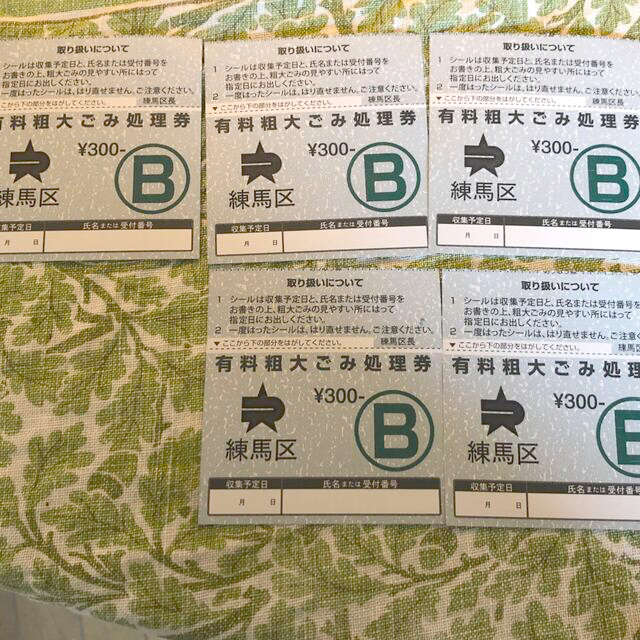 取り扱いについて
1 シールは収集予定日と、氏名または受付番号を
お書きの上、粗大ごみの見やすい所にはって
指定日にお出しください。
2 一度はったシールは、はり直せません。ご注意ください。
▼ここから下の部分をはがしてください。 練馬区長
有料粗大ごみ処理券
¥300-
B
練馬区
収集予定日 氏名または受付番号
月 日
取り扱いについて
1 シールは収集予定日と、氏名または受付番号を
お書きの上、粗大ごみの見やすい所にはって
指定日にお出しください。
2 一度はったシールは、はり直せません。ご注意ください。
▼ここから下の部分をはがしてください。 練馬区長
有料粗大ごみ処理券
¥300-
B
練馬区
収集予定日 氏名または受付番号
月 日
取り扱いについて
1 シールは収集予定日と、氏名または受付番号を
お書きの上、粗大ごみの見やすい所にはって
指定日にお出しください。
2 一度はったシールは、はり直せません。ご注意ください
▼ここから下の部分をはがしてください。 練馬区長
有料粗大ごみ処理券
¥300-
B
練馬区
収集予定日 氏名または受付番号
月 日
取り扱いについて
1 シールは収集予定日と、氏名または受付番号を
お書きの上、粗大ごみの見やすい所にはって
指定日にお出しください。
2 一度はったシールは、はり直せません。ご注意ください。
▼ここから下の部分をはがしてください。 練馬区長
有料粗大ごみ処理券
¥300-
B
練馬区
収集予定日 氏名または受付番号
月 日
取り扱いについて
1 シールは収集予定日と、氏名または受付番号を
お書きの上、粗大ごみの見やすい所にはって
指定日にお出しください。
2 一度はったシールは、はり直せません。ご注意くだ
▼ここから下の部分をはがしてください。 練馬区
有料粗大ごみ処理
¥300-
B
練馬区
収集予定日 氏名または受付番号
月 日